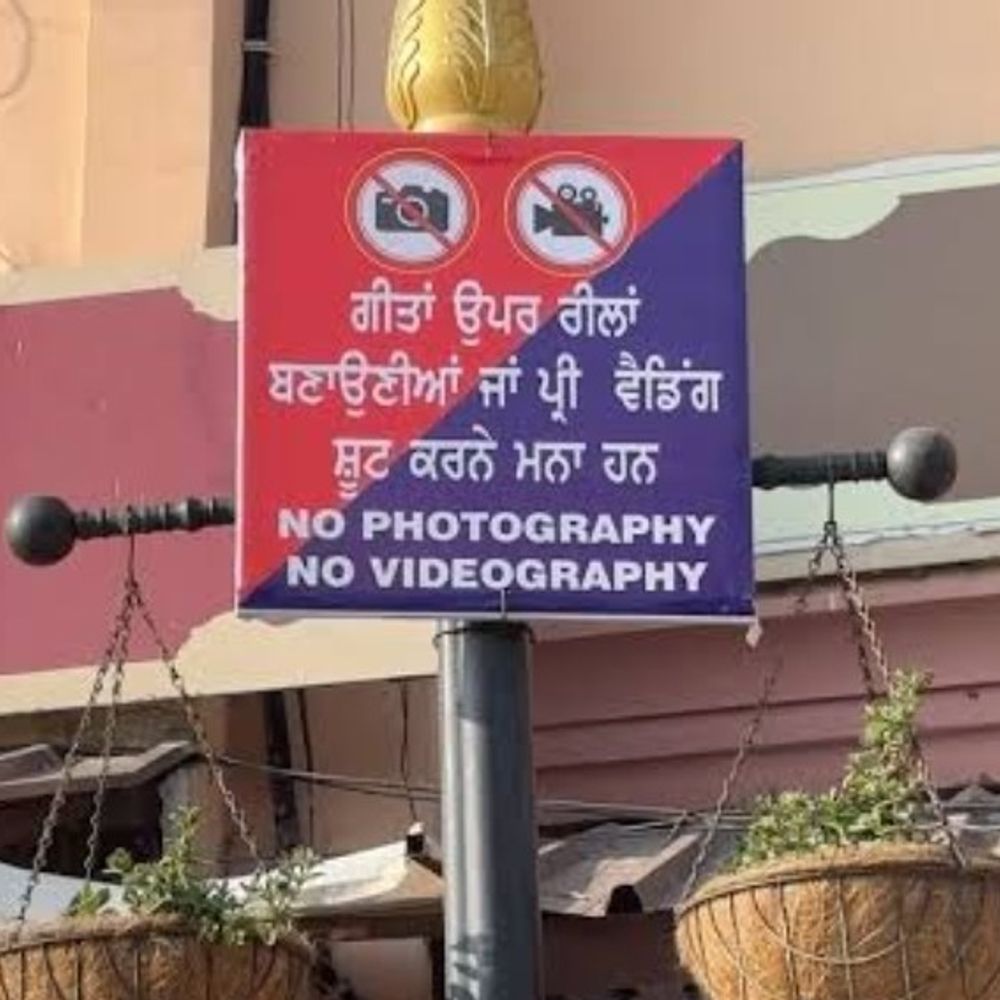 ਗੀਤਾਂ ਉਪਰ ਰੀਲਾਂ
ਬਣਾਉਣੀਆਂ ਜਾਂ ਪ੍ਰੀ ਵੈਡਿੰਗ
ਸ਼ੂਟ ਕਰਨੇ ਮਨਾ ਹਨ
NO PHOTOGRAPHY
NO VIDEOGRAPHY